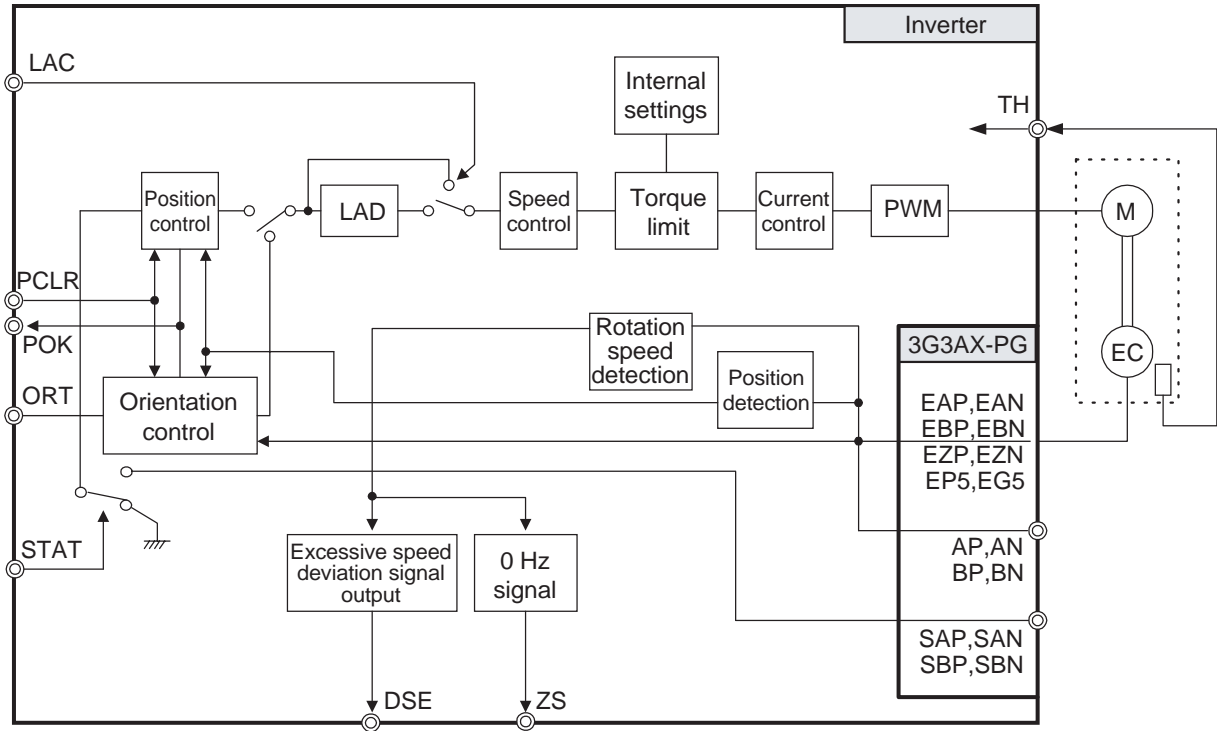 Inverter
LAC
Internal
settings
TH
Position
control
LAD
Speed
control
Torque
limit
Current
control
PWM
M
PCLR
POK
Rotation
speed
detection
3G3AX-PG
EC
ORT
Orientation
control
Position
detection
EAP,EAN
EBP,EBN
EZP,EZN
EP5,EG5
STAT
Excessive speed
deviation signal
output
0 Hz
signal
AP,AN
BP,BN
SAP,SAN
SBP,SBN
DSE
ZS